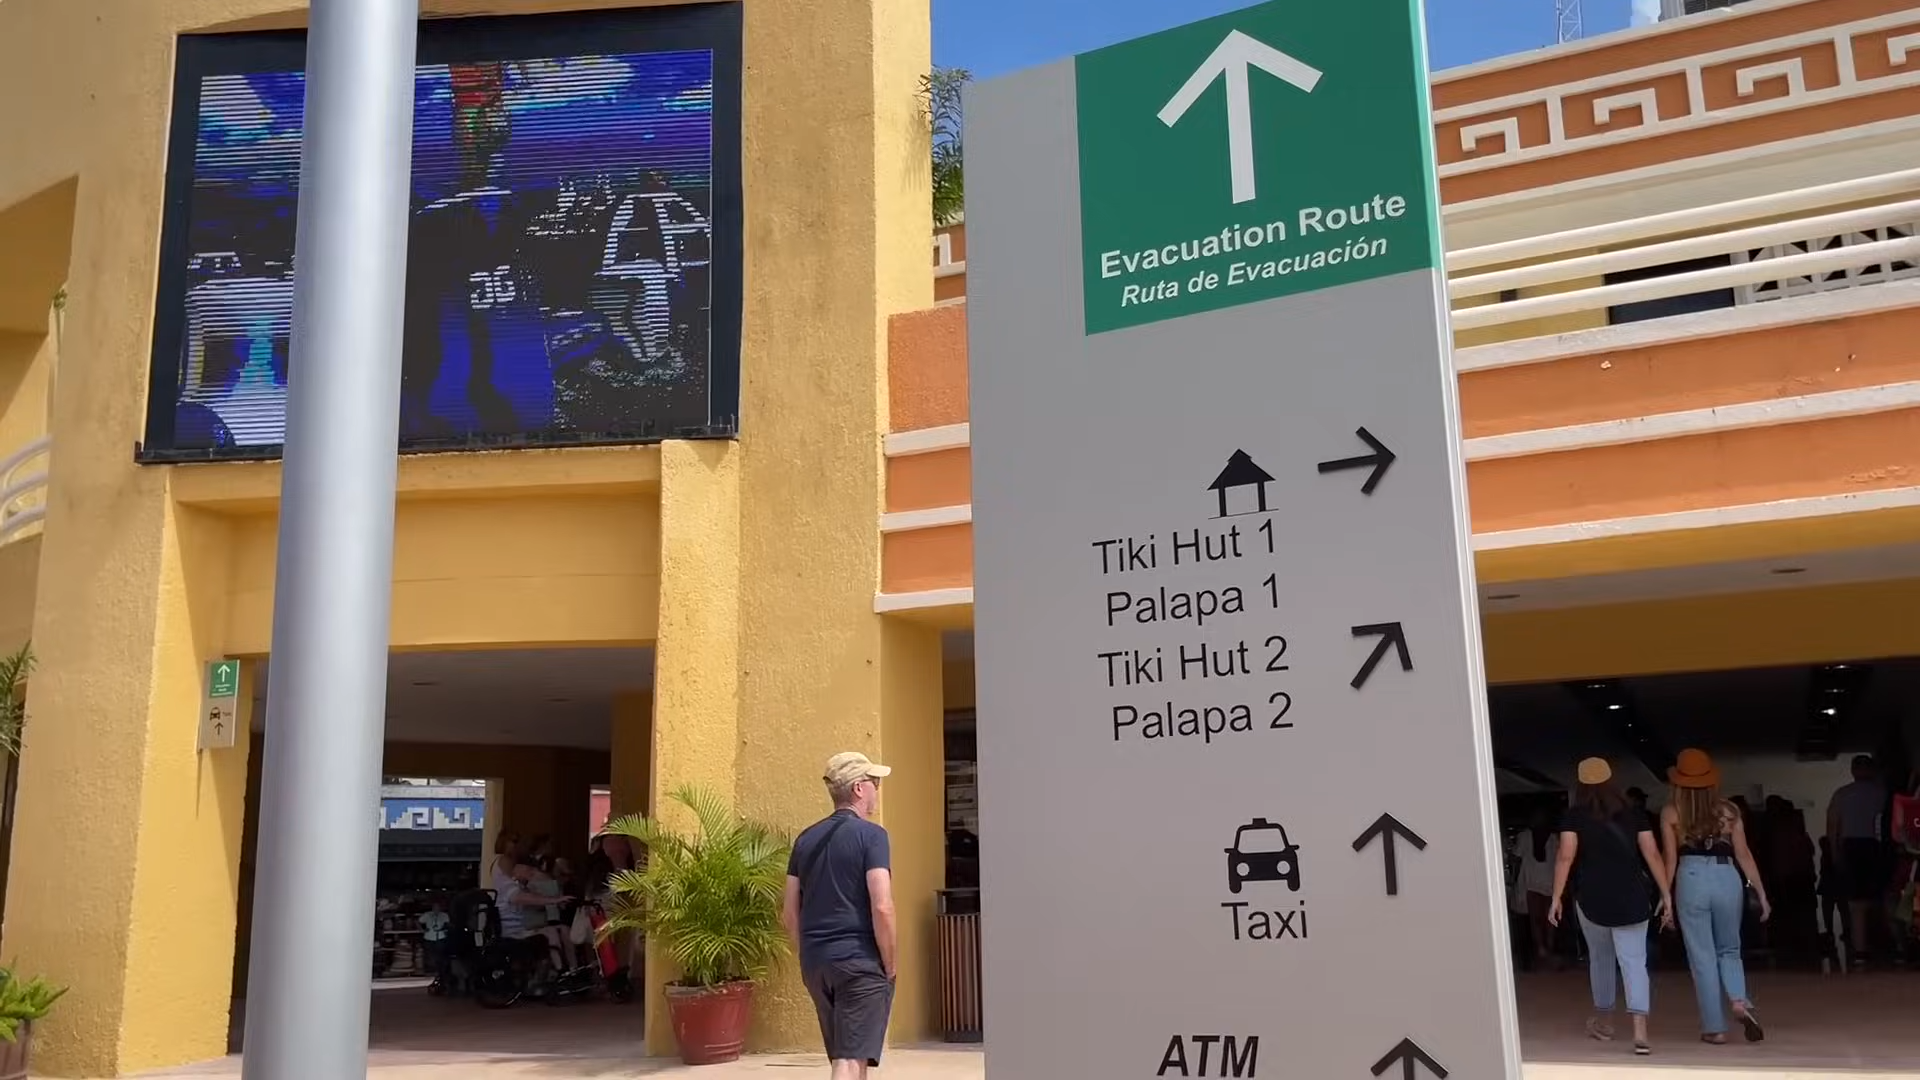 Evacuation Route
Ruta de Evacuación
Tiki Hut 1
Palapa 1
Tiki Hut 2
Palapa 2
Taxi
ATM